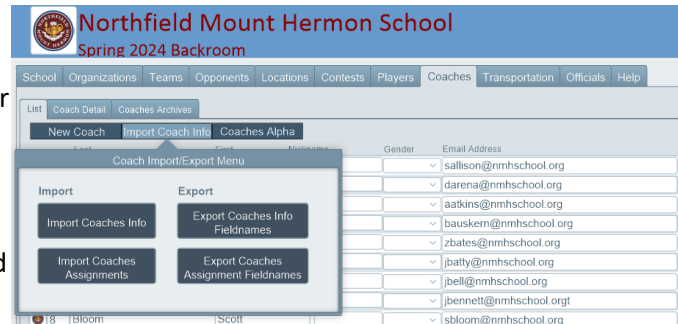 Northfield Mount Hermon School
Spring 2024 Backroom
School Organizations Teams Opponents Locations Contests Players Coaches Transportation Officials Help
r
List Coach Detail Coaches Archives
New Coach Import Coach Info Coaches Alpha
Last First Nickname Gender Email Address
Coach Import/Export Menu
sallison@nmhschool.org
Import Export
darena@nmhschool.org
aatkins@nmhschool.org
Import Coaches Info
Export Coaches Info
Fieldnames
bauskern@nmhschool.org
zbates@nmhschool.org
d
Import Coaches
Assignments
Export Coaches
Assignment Fieldnames
jbatty@nmhschool.org
jbell@nmhschool.org
jbennett@nmhschool.orgt
8 Bloom Scott sbloom@nmhschool.org